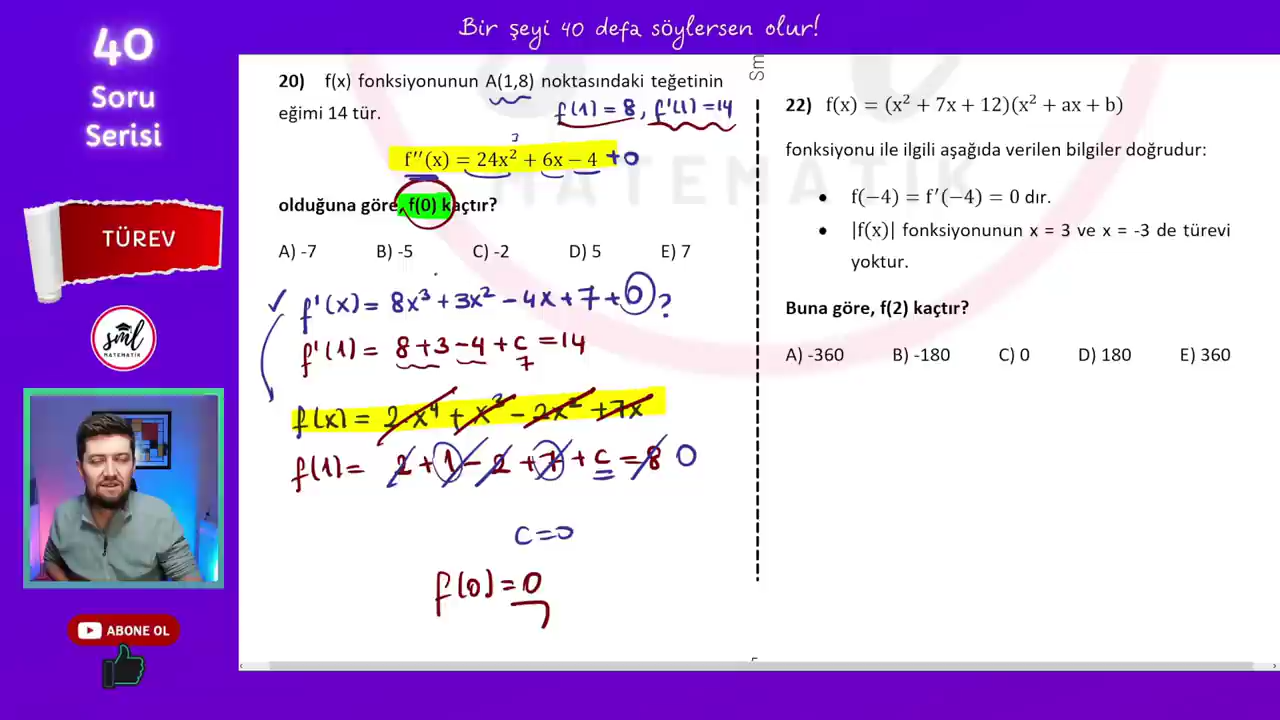 Bir şeyi 40 defa söylersen olur!
40
Soru
Serisi
TÜREV
sml
MATEMATİK
ABONE OL
20) f(x) fonksiyonunun A(1,8) noktasındaki teğetinin
eğimi 14 tür.
f(1) = 8, f'(1) = 14
f''(x) = 24x² + 6x − 4 + 0
olduğuna göre, f(0) kaçtır?
A) -7 B) -5 C) -2 D) 5 E) 7
✓ f'(x) = 8x³ + 3x² − 4x + 7 + 0 ?
f'(1) = 8 + 3 − 4 + c = 14
7
f(x) = 2x⁴ + x³ − 2x² + 7x
f(1) = 2 + 1 − 2 + 7 + c = 8 0
c = 0
f(0) = 0
Sm
MATEMATİK
22) f(x) = (x² + 7x + 12)(x² + ax + b)
fonksiyonu ile ilgili aşağıda verilen bilgiler doğrudur:
• f(−4) = f'(−4) = 0 dır.
• |f(x)| fonksiyonunun x = 3 ve x = -3 de türevi
yoktur.
Buna göre, f(2) kaçtır?
A) -360 B) -180 C) 0 D) 180 E) 360